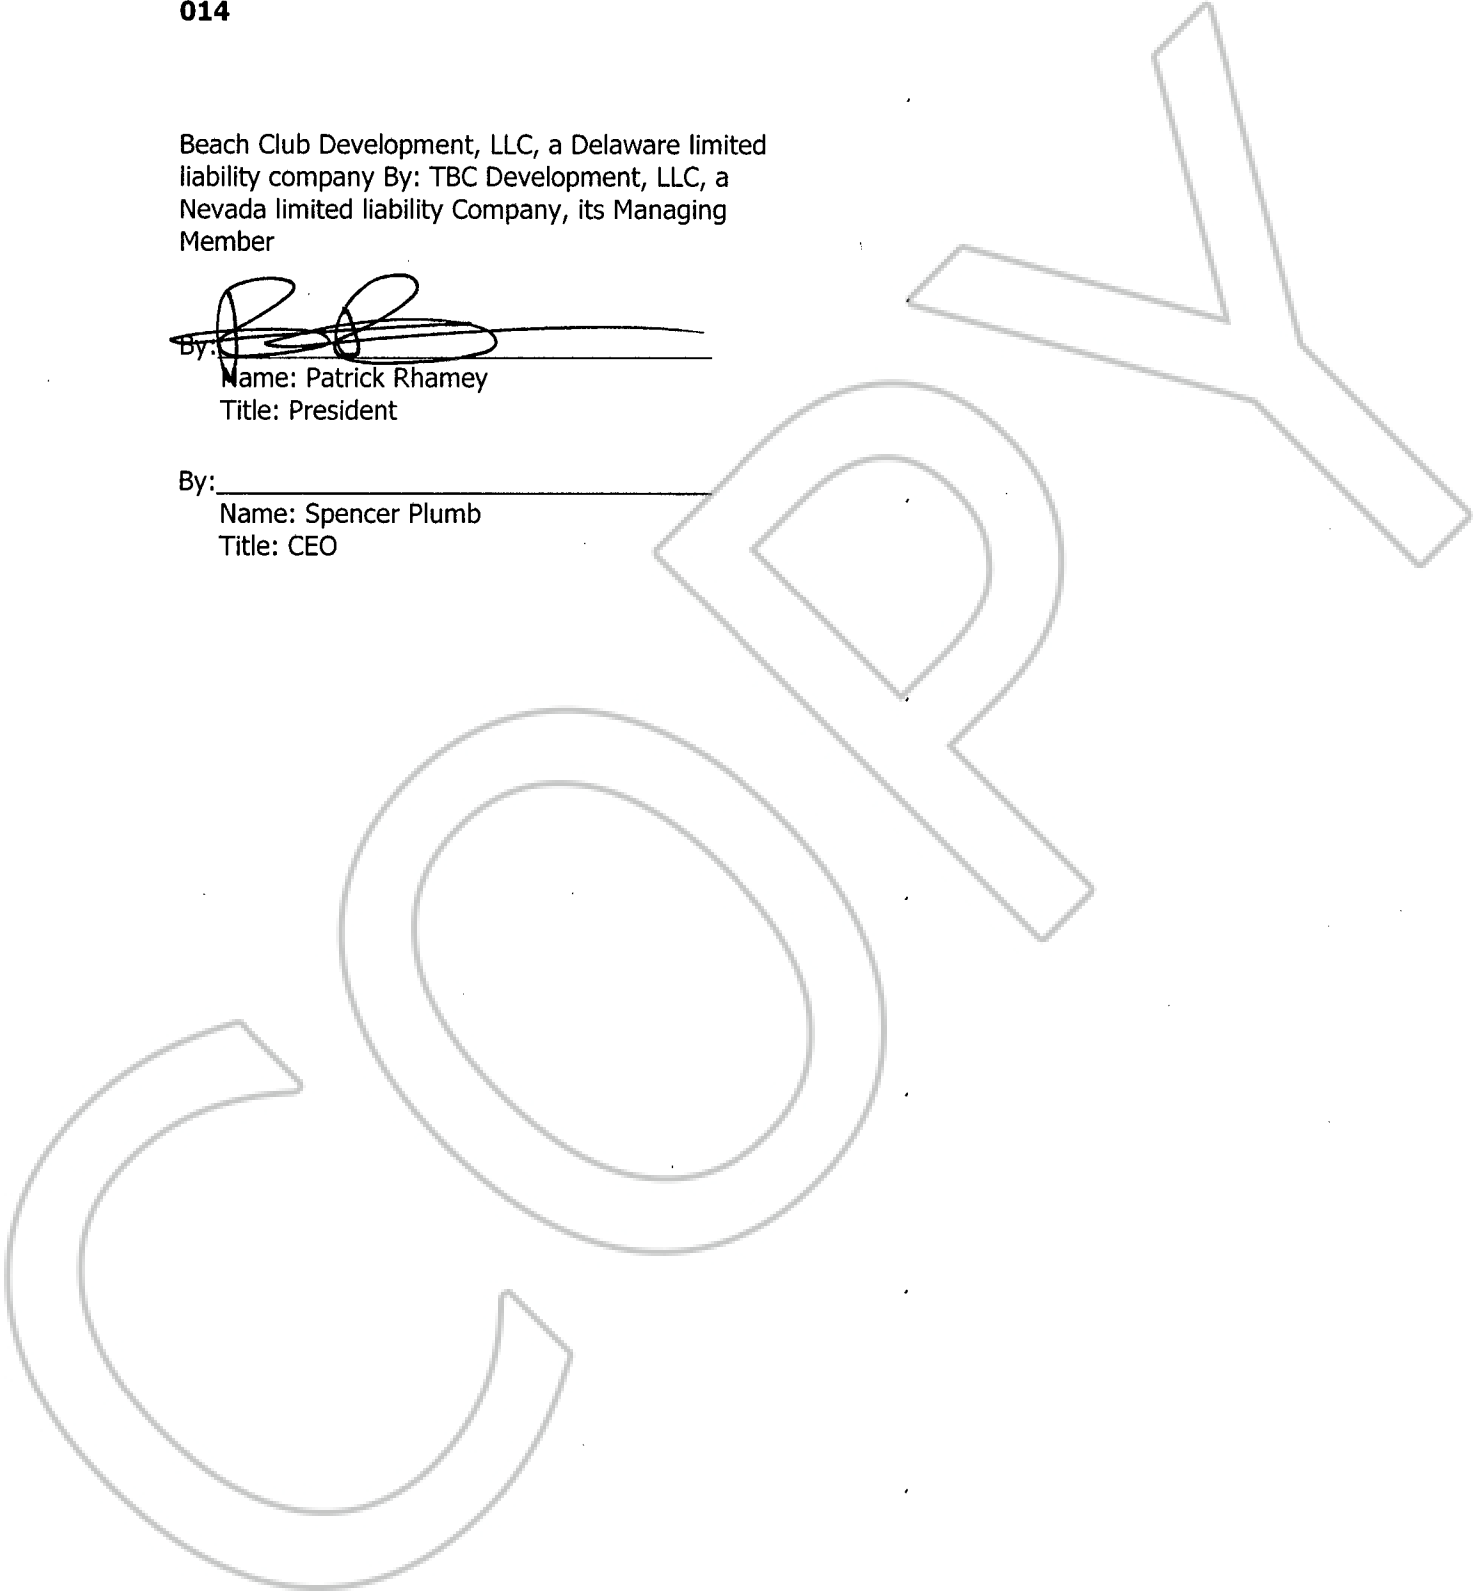 014
Beach Club Development, LLC, a Delaware limited
liability company By: TBC Development, LLC, a
Nevada limited liability Company, its Managing
Member
By:
Name: Patrick Rhamey
Title: President
By:
Name: Spencer Plumb
Title: CEO
COPY